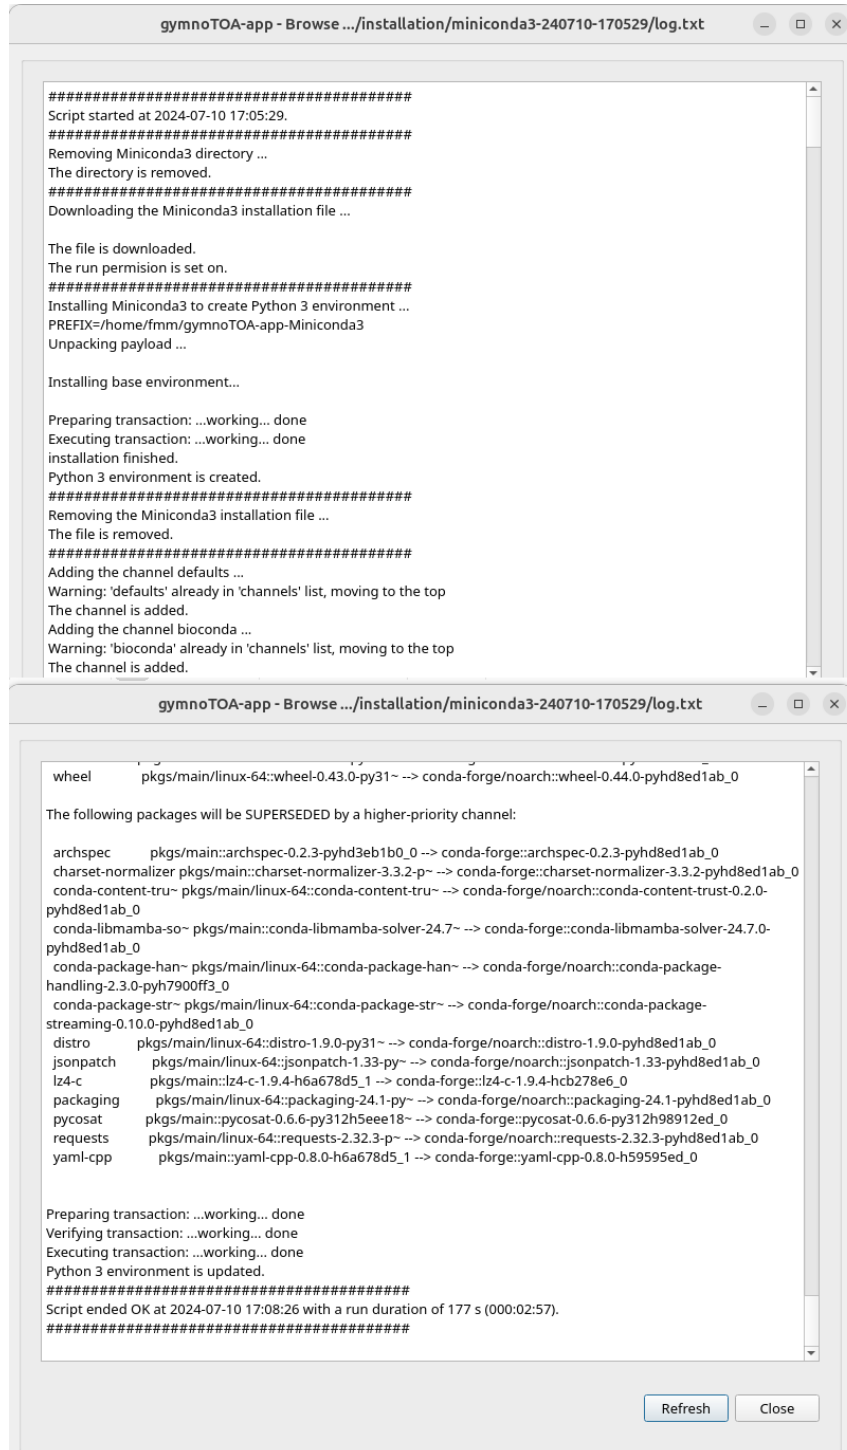 gymnoTOA-app - Browse .../installation/miniconda3-240710-170529/log.txt
#########################################
Script started at 2024-07-10 17:05:29.
#########################################
Removing Miniconda3 directory ...
The directory is removed.
#########################################
Downloading the Miniconda3 installation file ...
The file is downloaded.
The run permision is set on.
#########################################
Installing Miniconda3 to create Python 3 environment ...
PREFIX=/home/fmm/gymnoTOA-app-Miniconda3
Unpacking payload ...
Installing base environment...
Preparing transaction: ...working... done
Executing transaction: ...working... done
installation finished.
Python 3 environment is created.
#########################################
Removing the Miniconda3 installation file ...
The file is removed.
#########################################
Adding the channel defaults ...
Warning: 'defaults' already in 'channels' list, moving to the top
The channel is added.
Adding the channel bioconda ...
Warning: 'bioconda' already in 'channels' list, moving to the top
The channel is added.
gymnoTOA-app - Browse .../installation/miniconda3-240710-170529/log.txt
wheel pkgs/main/linux-64::wheel-0.43.0-py31~ --> conda-forge/noarch::wheel-0.44.0-pyhd8ed1ab_0
The following packages will be SUPERSEDED by a higher-priority channel:
archspec pkgs/main::archspec-0.2.3-pyhd3eb1b0_0 --> conda-forge::archspec-0.2.3-pyhd8ed1ab_0
charset-normalizer pkgs/main::charset-normalizer-3.3.2-p~ --> conda-forge::charset-normalizer-3.3.2-pyhd8ed1ab_0
conda-content-tru~ pkgs/main/linux-64::conda-content-tru~ --> conda-forge/noarch::conda-content-trust-0.2.0-
pyhd8ed1ab_0
conda-libmamba-so~ pkgs/main::conda-libmamba-solver-24.7~ --> conda-forge::conda-libmamba-solver-24.7.0-
pyhd8ed1ab_0
conda-package-han~ pkgs/main/linux-64::conda-package-han~ --> conda-forge/noarch::conda-package-
handling-2.3.0-pyh7900ff3_0
conda-package-str~ pkgs/main/linux-64::conda-package-str~ --> conda-forge/noarch::conda-package-
streaming-0.10.0-pyhd8ed1ab_0
distro pkgs/main/linux-64::distro-1.9.0-py31~ --> conda-forge/noarch::distro-1.9.0-pyhd8ed1ab_0
jsonpatch pkgs/main/linux-64::jsonpatch-1.33-py~ --> conda-forge/noarch::jsonpatch-1.33-pyhd8ed1ab_0
lz4-c pkgs/main::lz4-c-1.9.4-h6a678d5_1 --> conda-forge::lz4-c-1.9.4-hcb278e6_0
packaging pkgs/main/linux-64::packaging-24.1-py~ --> conda-forge/noarch::packaging-24.1-pyhd8ed1ab_0
pycosat pkgs/main::pycosat-0.6.6-py312h5eee18~ --> conda-forge::pycosat-0.6.6-py312h98912ed_0
requests pkgs/main/linux-64::requests-2.32.3-p~ --> conda-forge/noarch::requests-2.32.3-pyhd8ed1ab_0
yaml-cpp pkgs/main::yaml-cpp-0.8.0-h6a678d5_1 --> conda-forge::yaml-cpp-0.8.0-h59595ed_0
Preparing transaction: ...working... done
Verifying transaction: ...working... done
Executing transaction: ...working... done
Python 3 environment is updated.
#########################################
Script ended OK at 2024-07-10 17:08:26 with a run duration of 177 s (000:02:57).
#########################################
Refresh
Close